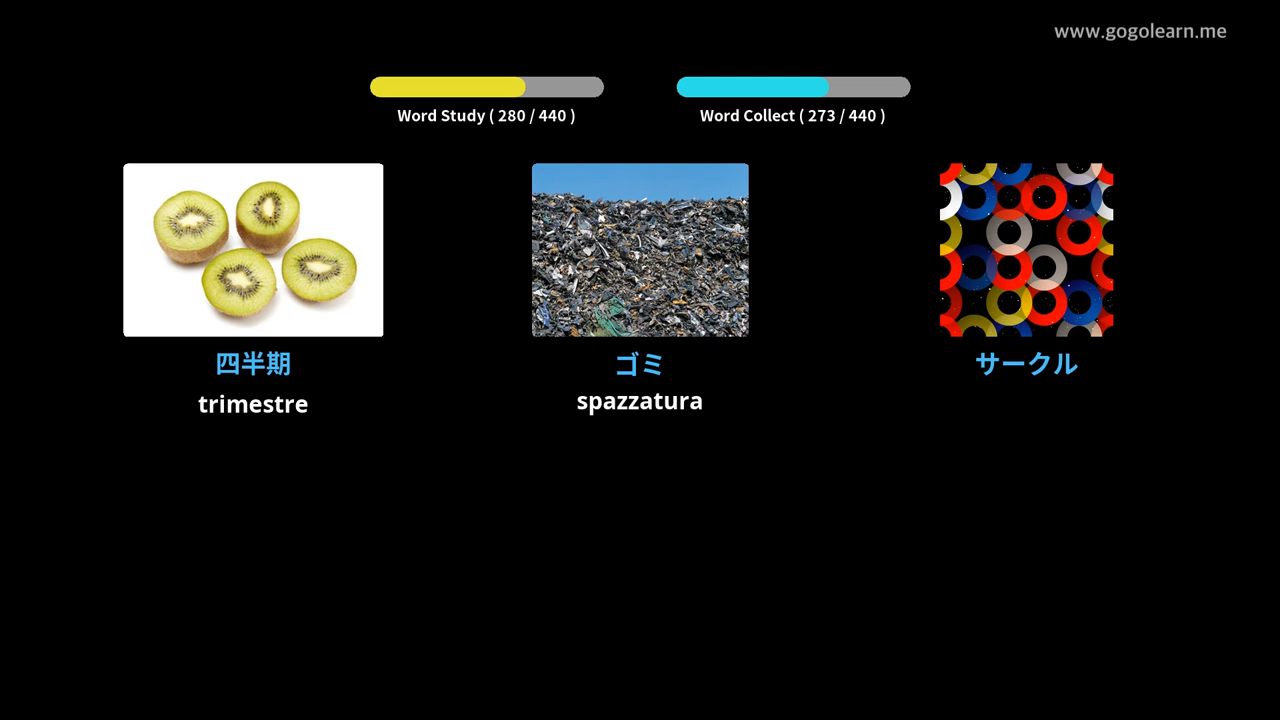 www.gogolearn.me
Word Study ( 280 / 440 )
Word Collect ( 273 / 440 )
四半期
ゴミ
サークル
trimestre
spazzatura